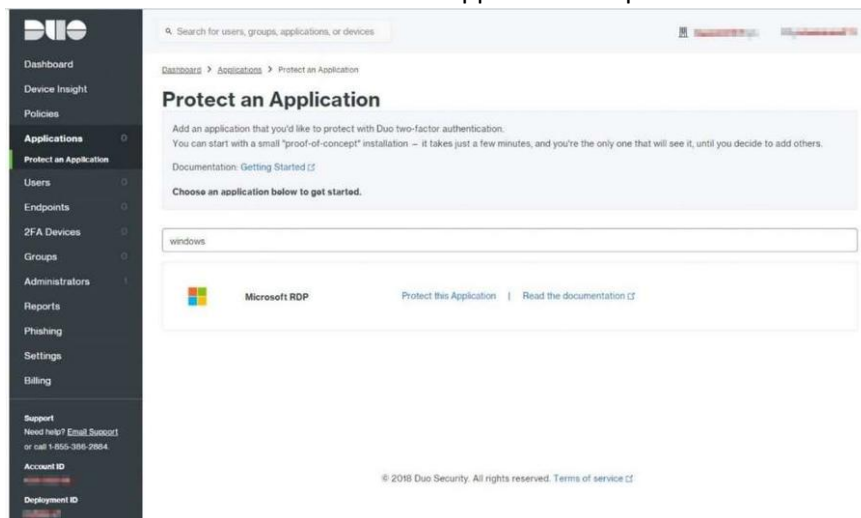 DUO
Search for users, groups, applications, or devices
Dashboard
Device Insight
Policies
Applications 0
Protect an Application
Users 0
Endpoints 0
2FA Devices 0
Groups 0
Administrators 1
Reports
Phishing
Settings
Billing
Support
Need help? Email Support
or call 1-855-386-2884.
Account ID
Deployment ID
Dashboard > Applications > Protect an Application
Protect an Application
Add an application that you'd like to protect with Duo two-factor authentication.
You can start with a small "proof-of-concept" installation – it takes just a few minutes, and you're the only one that will see it, until you decide to add others.
Documentation: Getting Started
Choose an application below to get started.
windows
Microsoft RDP Protect this Application | Read the documentation
© 2018 Duo Security. All rights reserved. Terms of service